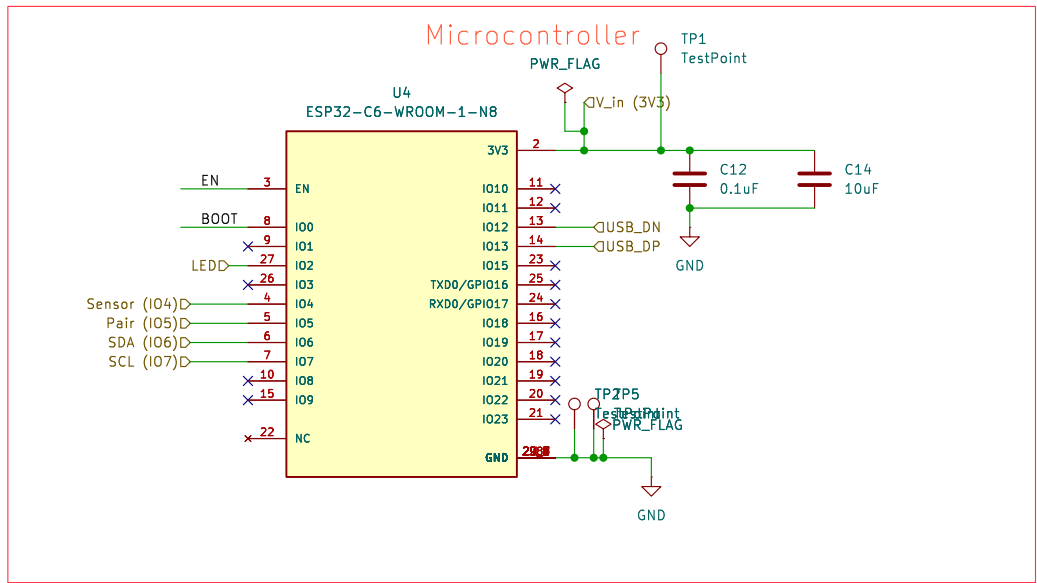 Microcontroller
TP1
TestPoint
PWR_FLAG
V_in (3V3)
U4
ESP32-C6-WROOM-1-N8
3V3 2
C12
0.1uF
C14
10uF
GND
EN 3 EN
BOOT 8 IO0
9 IO1
LED 27 IO2
26 IO3
Sensor (IO4) 4 IO4
Pair (IO5) 5 IO5
SDA (IO6) 6 IO6
SCL (IO7) 7 IO7
10 IO8
15 IO9
22 NC
IO10 11
IO11 12
IO12 13 USB_DN
IO13 14 USB_DP
IO15 23
TXD0/GPIO16 25
RXD0/GPIO17 24
IO18 16
IO19 17
IO20 18
IO21 19
IO22 20
IO23 21
GND
TP2
TestPoint
TP5
TestPoint
PWR_FLAG
GND